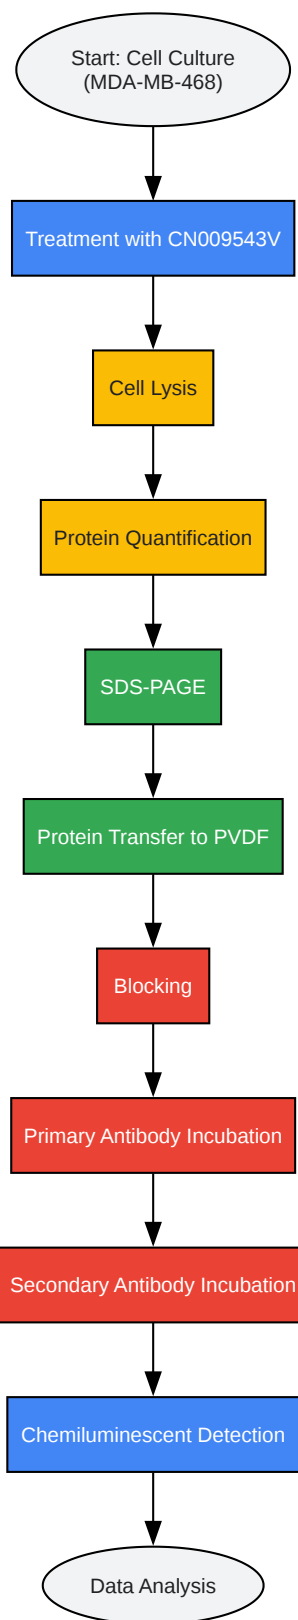 Start: Cell Culture
(MDA-MB-468)
Treatment with CN009543V
Cell Lysis
Protein Quantification
SDS-PAGE
Protein Transfer to PVDF
Blocking
Primary Antibody Incubation
Secondary Antibody Incubation
Chemiluminescent Detection
Data Analysis